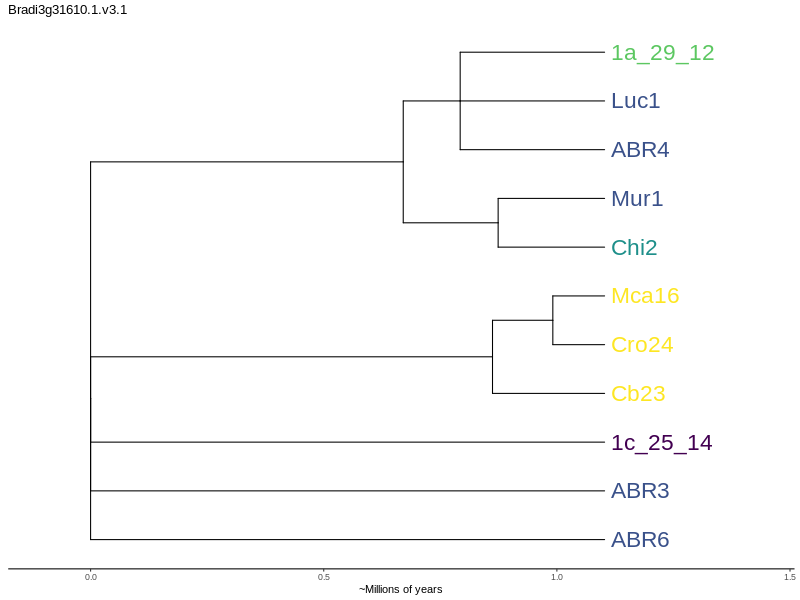 Bradi3g31610.1.v3.1
1a_29_12
Luc1
ABR4
Mur1
Chi2
Mca16
Cro24
Cb23
1c_25_14
ABR3
ABR6
0.0 0.5 1.0 1.5
~Millions of years